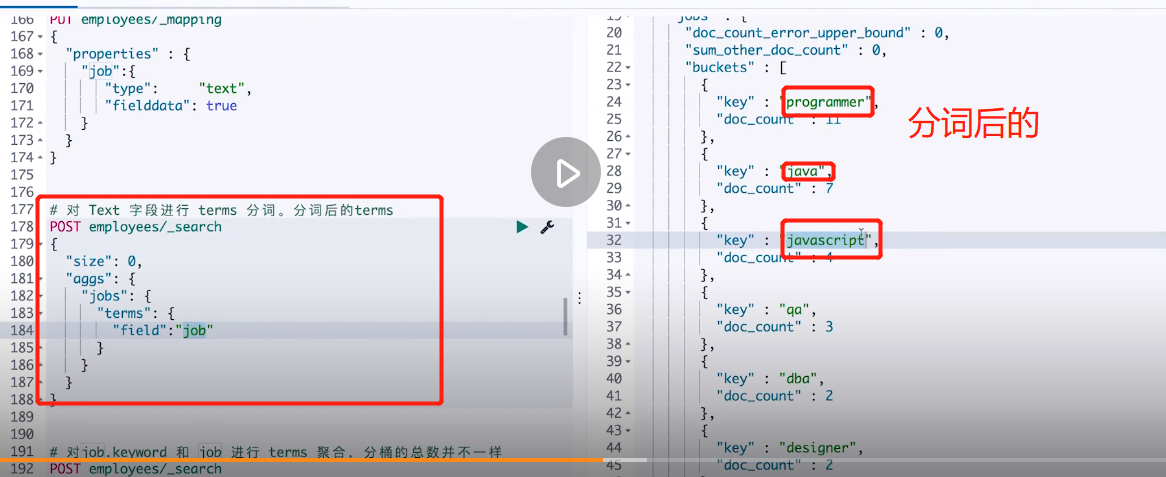 166 PUT employees/_mapping
167 {
168 "properties" : {
169 "job":{
170 "type": "text",
171 "fielddata": true
172 }
173 }
174 }
175
176
177 # 对 Text 字段进行 terms 分词。分词后的terms
178 POST employees/_search
179 {
180 "size": 0,
181 "aggs": {
182 "jobs": {
183 "terms": {
184 "field":"job"
185 }
186 }
187 }
188 }
189
190
191 # 对job.keyword 和 job 进行 terms 聚合，分桶的总数并不一样
192 POST employees/_search
19 "jobs" : {
20 "doc_count_error_upper_bound" : 0,
21 "sum_other_doc_count" : 0,
22 "buckets" : [
23 {
24 "key" : "programmer",
25 "doc_count" : 11
26 },
27 {
28 "key" : "java",
29 "doc_count" : 7
30 },
31 {
32 "key" : "javascript",
33 "doc_count" : 4
34 },
35 {
36 "key" : "qa",
37 "doc_count" : 3
38 },
39 {
40 "key" : "dba",
41 "doc_count" : 2
42 },
43 {
44 "key" : "designer",
45 "doc_count" : 2
分词后的